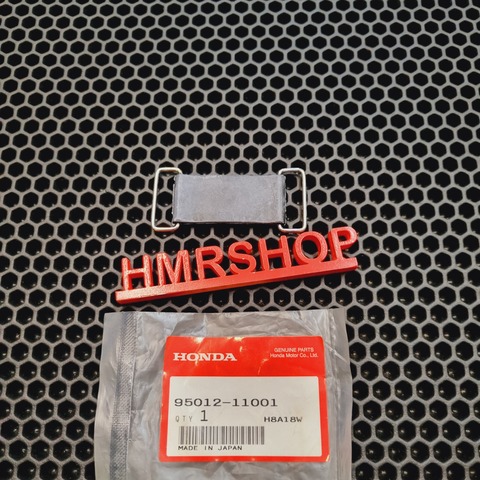 HMRSHOP
HONDA
GENUINE PARTS
Honda Motor Co., Ltd.
95012-11001
QTY 1 H8A18W
MADE IN JAPAN